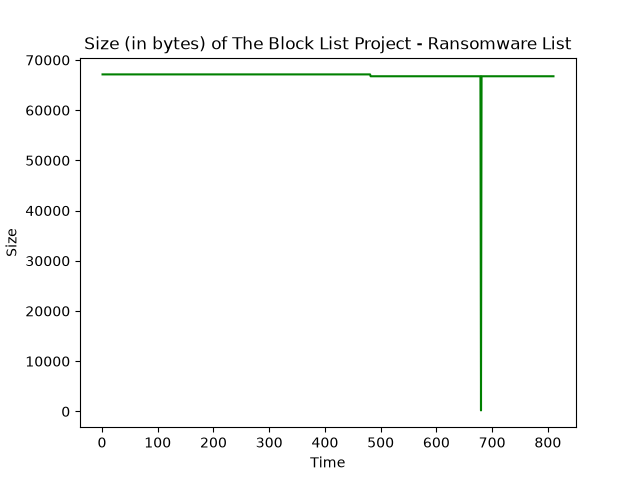 Size (in bytes) of The Block List Project - Ransomware List
70000
60000
50000
40000
30000
20000
10000
0
Size
0 100 200 300 400 500 600 700 800
Time